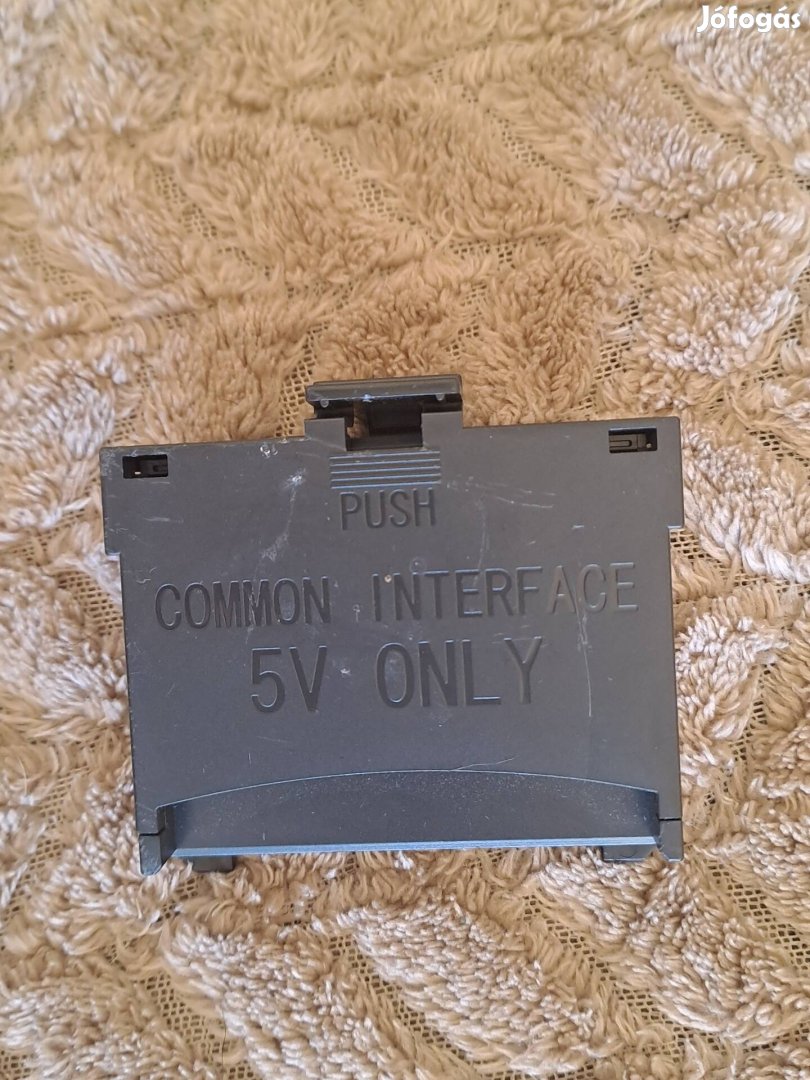 Jófogás
PUSH
COMMON INTERFACE
5V ONLY